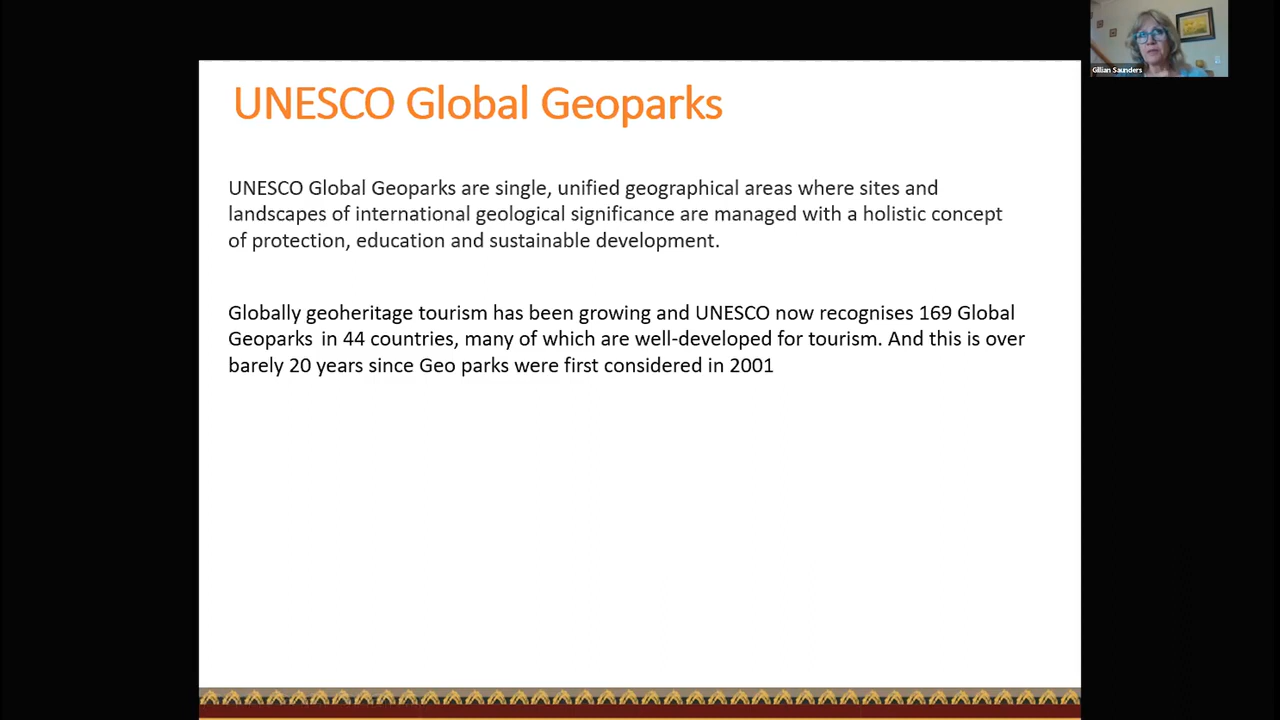 Gillian Saunders
UNESCO Global Geoparks
UNESCO Global Geoparks are single, unified geographical areas where sites and
landscapes of international geological significance are managed with a holistic concept
of protection, education and sustainable development.
Globally geoheritage tourism has been growing and UNESCO now recognises 169 Global
Geoparks in 44 countries, many of which are well-developed for tourism. And this is over
barely 20 years since Geo parks were first considered in 2001